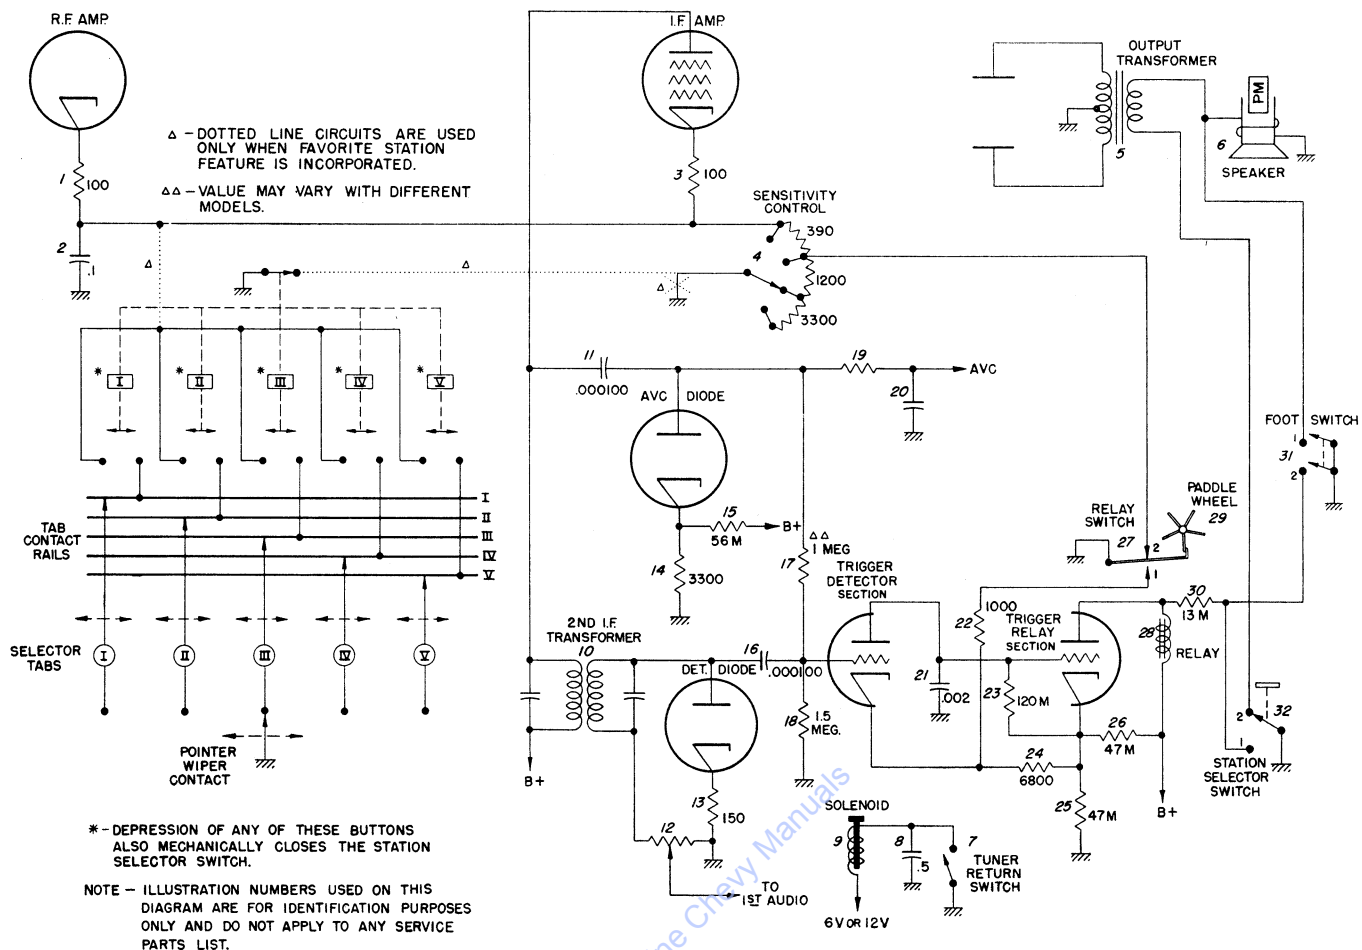 R.F. AMP.
I.F. AMP.
OUTPUT
TRANSFORMER
PM
5
6
SPEAKER
△ - DOTTED LINE CIRCUITS ARE USED
ONLY WHEN FAVORITE STATION
FEATURE IS INCORPORATED.
△△ - VALUE MAY VARY WITH DIFFERENT
MODELS.
1
100
3
100
SENSITIVITY
CONTROL
390
4
1200
3300
2
.1
△
△
△
11
.000100
19
AVC
20
AVC DIODE
* I
* II
* III
* IV
* V
FOOT SWITCH
1
31
2
I
II
III
IV
V
TAB
CONTACT
RAILS
15
56 M
B+
14
3300
△△
1 MEG
17
TRIGGER
DETECTOR
SECTION
RELAY
SWITCH
27
2
1
PADDLE
WHEEL
29
1000
22
TRIGGER
RELAY
SECTION
30
13 M
28
RELAY
SELECTOR
TABS
I
II
III
IV
V
2ND I.F.
TRANSFORMER
10
16
.000100
DET. DIODE
21
.002
23
120 M
18
1.5
MEG.
26
47 M
24
6800
25
47M
B+
2
32
1
STATION
SELECTOR
SWITCH
POINTER
WIPER
CONTACT
B+
13
150
12
TO
1ST AUDIO
SOLENOID
9
8
.5
7
TUNER
RETURN
SWITCH
6V OR 12V
* - DEPRESSION OF ANY OF THESE BUTTONS
ALSO MECHANICALLY CLOSES THE STATION
SELECTOR SWITCH.
NOTE - ILLUSTRATION NUMBERS USED ON THIS
DIAGRAM ARE FOR IDENTIFICATION PURPOSES
ONLY AND DO NOT APPLY TO ANY SERVICE
PARTS LIST.
Chevy Manuals